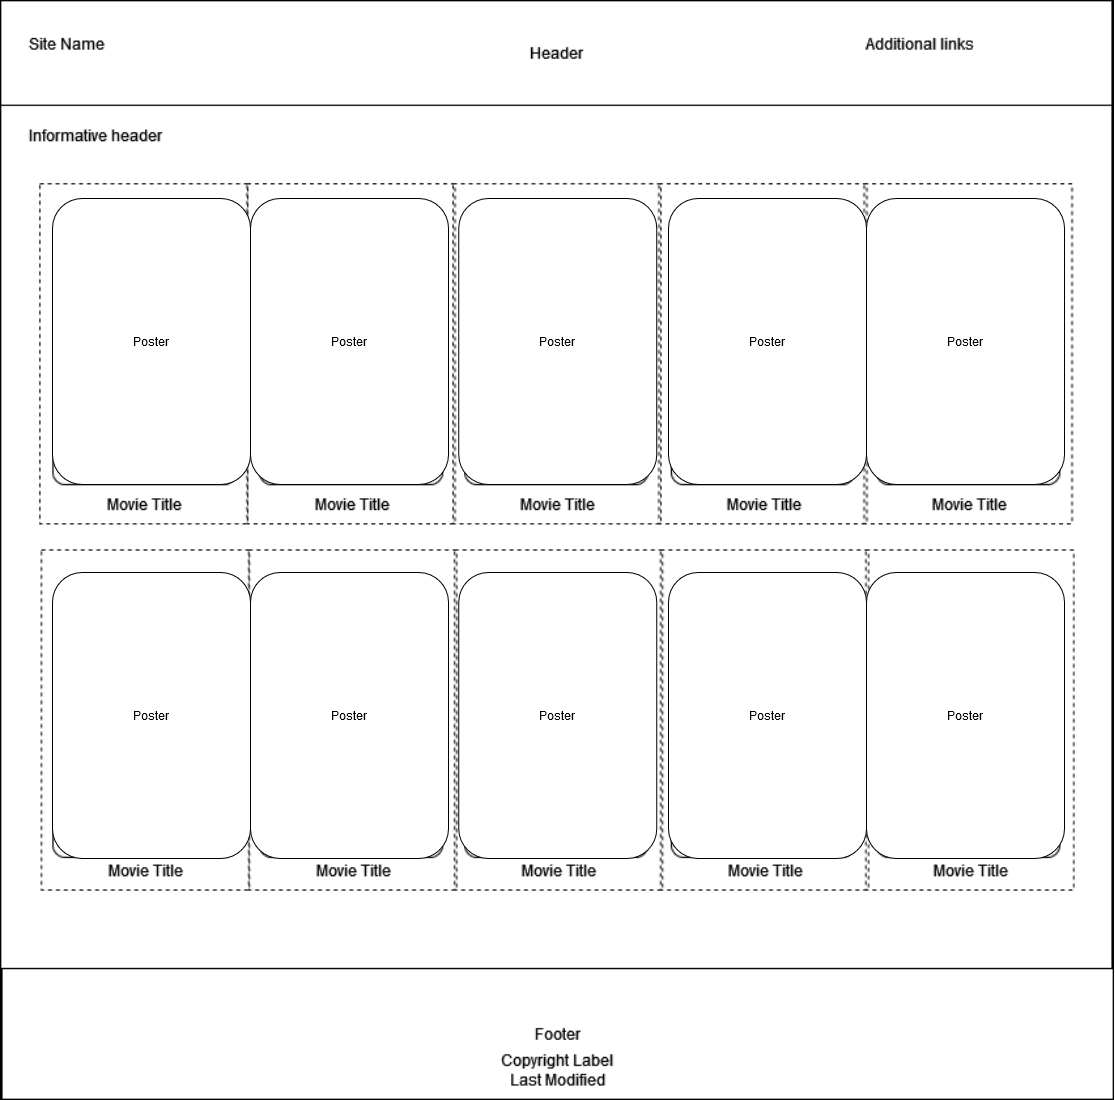 Site Name
Header
Additional links
Informative header
Poster
Poster
Poster
Poster
Poster
Movie Title
Movie Title
Movie Title
Movie Title
Movie Title
Poster
Poster
Poster
Poster
Poster
Movie Title
Movie Title
Movie Title
Movie Title
Movie Title
Footer
Copyright Label
Last Modified